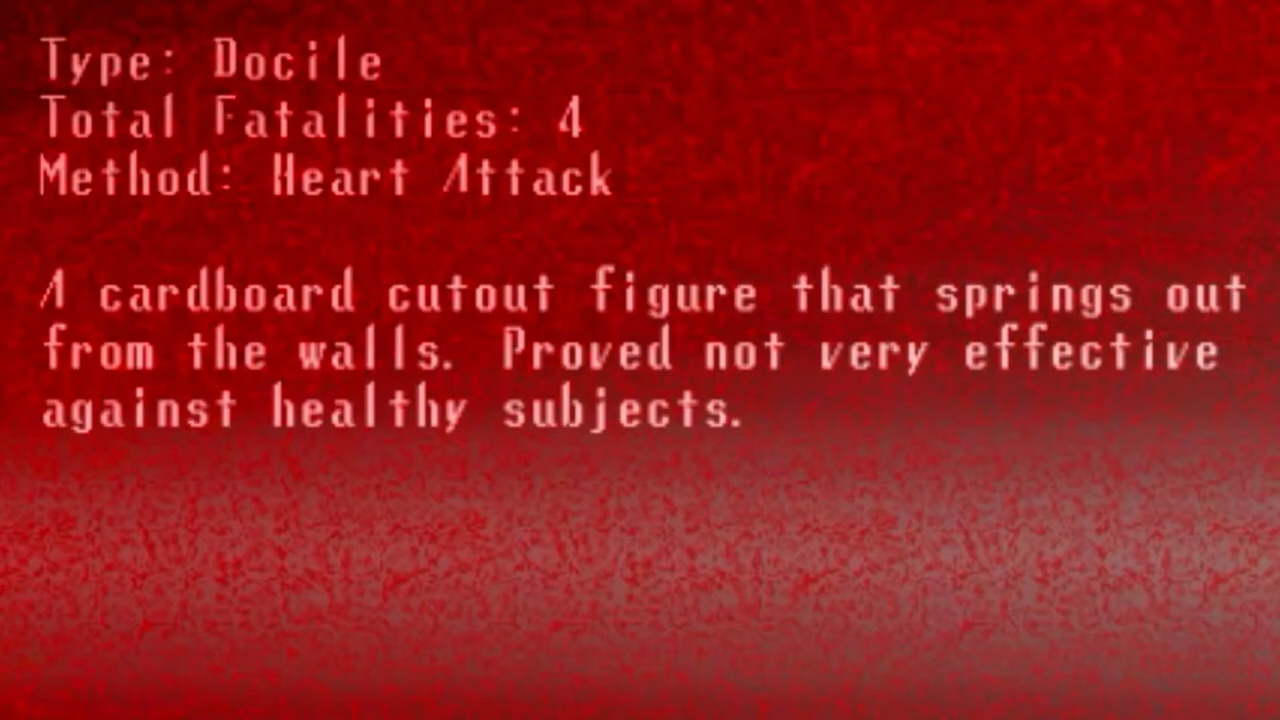 Type: Docile
Total Fatalities: 4
Method: Heart Attack
A cardboard cutout figure that springs out
from the walls. Proved not very effective
against healthy subjects.